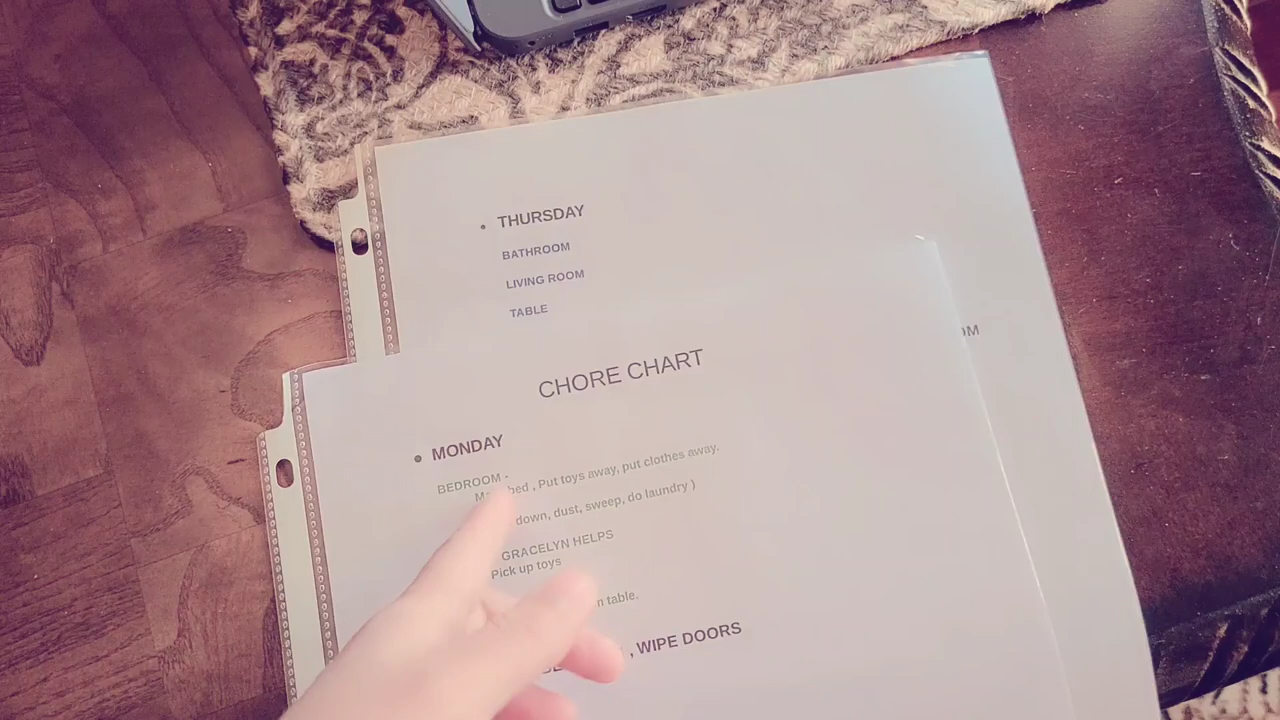 • THURSDAY
BATHROOM
LIVING ROOM
TABLE
CHORE CHART
• MONDAY
BEDROOM -
bed , Put toys away, put clothes away.
down, dust, sweep, do laundry )
GRACELYN HELPS
Pick up toys
table.
, WIPE DOORS